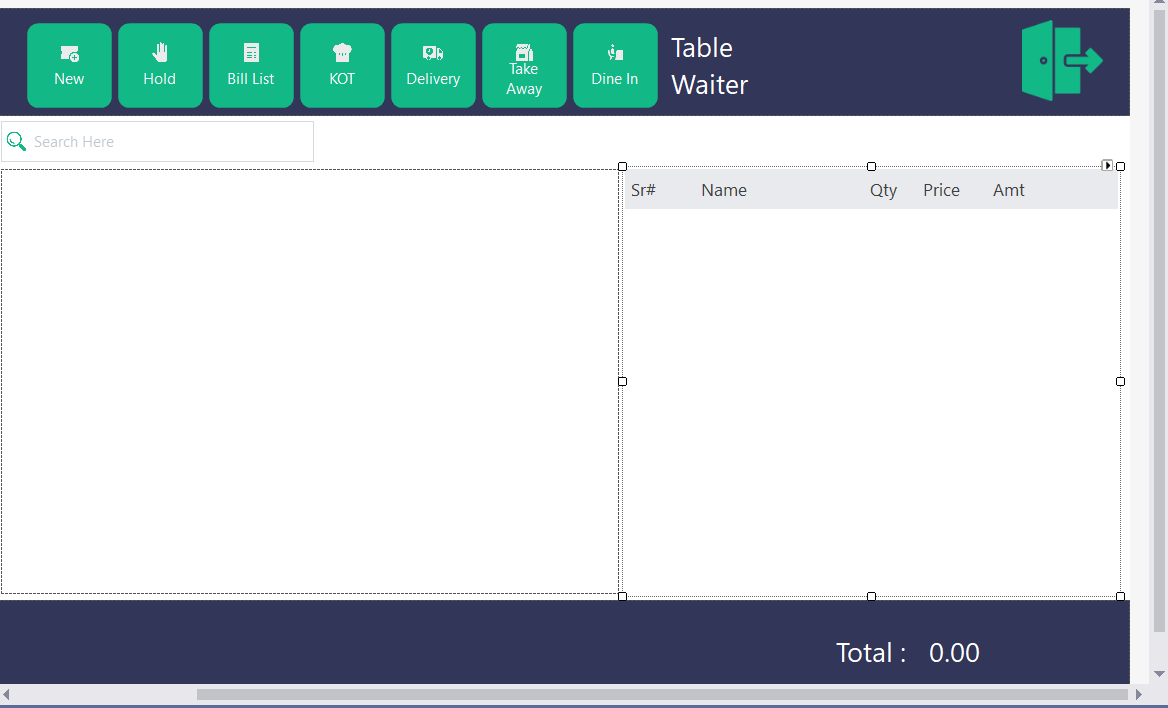 New
Hold
Bill List
KOT
Delivery
Take
Away
Dine In
Table
Waiter
Search Here
Sr# Name Qty Price Amt
Total : 0.00